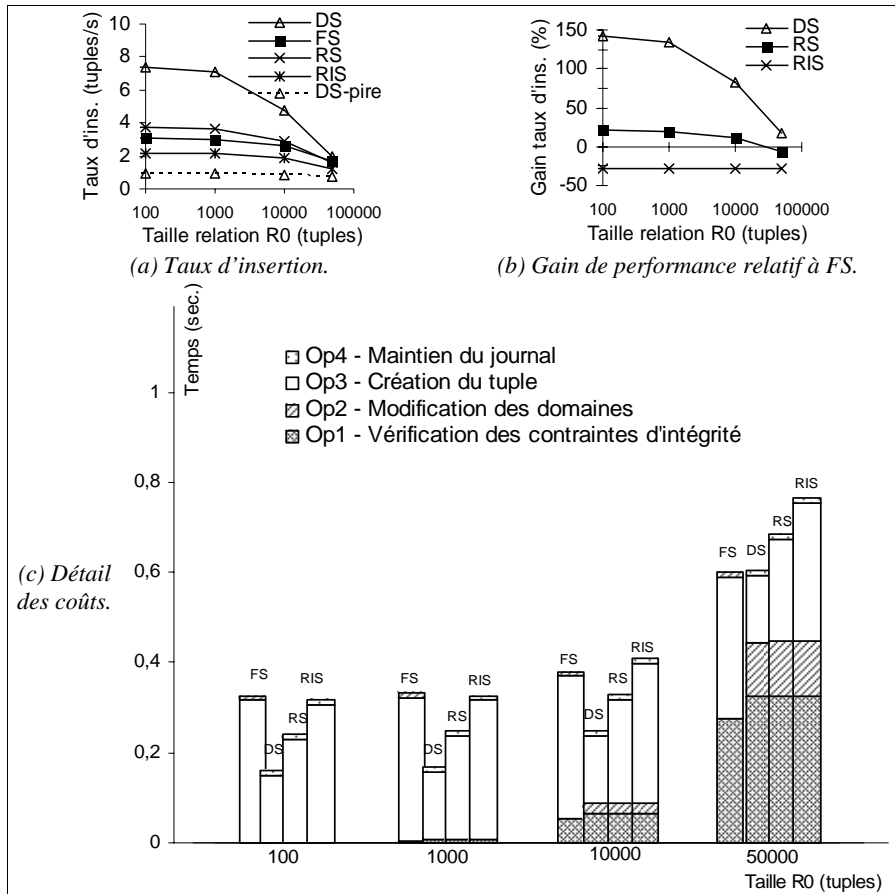 Taux d'ins. (tuples/s)
10
8
6
4
2
0
100 1000 10000 100000
Taille relation R0 (tuples)
DS
FS
RS
RIS
DS-pire
(a) Taux d'insertion.
Gain taux d'ins. (%)
150
100
50
0
-50
100 1000 10000 100000
Taille relation R0 (tuples)
DS
RS
RIS
(b) Gain de performance relatif à FS.
Temps (sec.)
Op4 - Maintien du journal
Op3 - Création du tuple
Op2 - Modification des domaines
Op1 - Vérification des contraintes d'intégrité
1
0,8
0,6
0,4
0,2
0
(c) Détail
des coûts.
FS DS RS RIS
FS DS RS RIS
FS DS RS RIS
FS DS RS RIS
100 1000 10000 50000
Taille R0 (tuples)